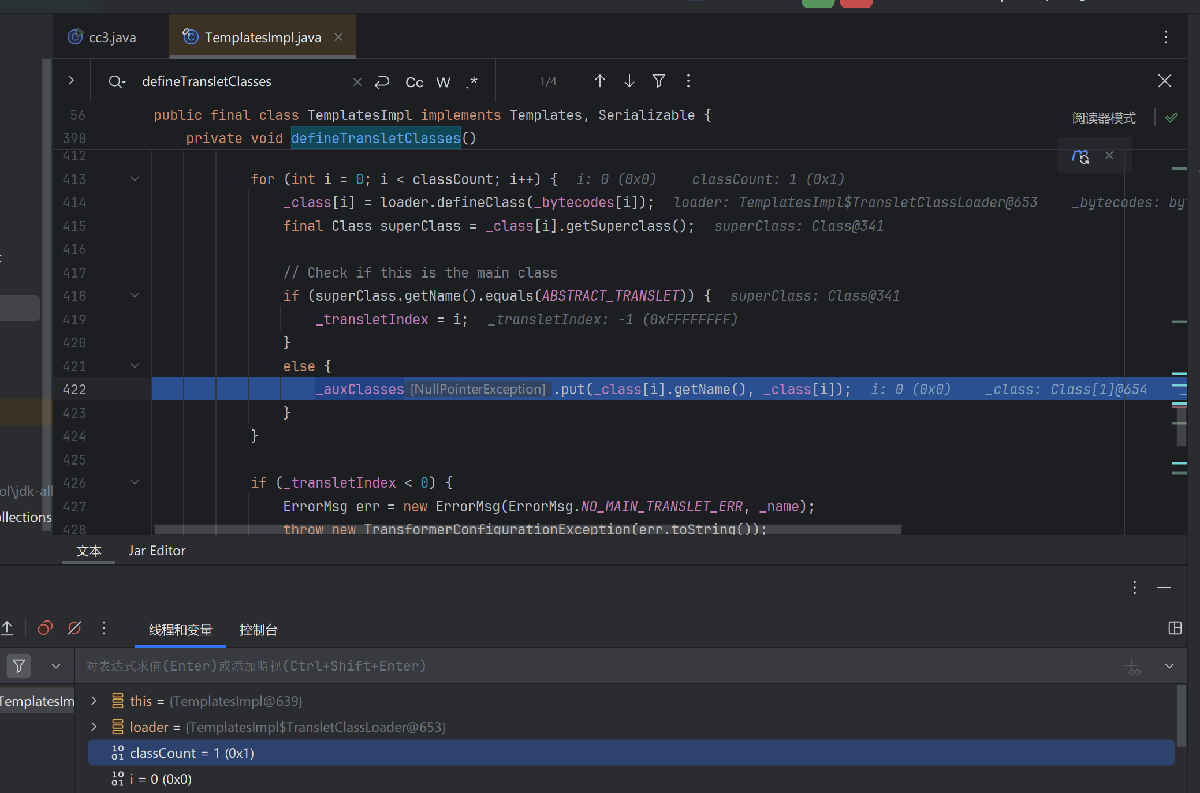 cc3.java
TemplatesImpl.java
defineTransletClasses
Cc W .*
1/4
56 public final class TemplatesImpl implements Templates, Serializable {
阅读器模式
390 private void defineTransletClasses()
412
413 for (int i = 0; i < classCount; i++) { i: 0 (0x0) classCount: 1 (0x1)
414 _class[i] = loader.defineClass(_bytecodes[i]); loader: TemplatesImpl$TransletClassLoader@653 _bytecodes: by
415 final Class superClass = _class[i].getSuperclass(); superClass: Class@341
416
417 // Check if this is the main class
418 if (superClass.getName().equals(ABSTRACT_TRANSLET)) { superClass: Class@341
419 _transletIndex = i; _transletIndex: -1 (0xFFFFFFFF)
420 }
421 else {
422 _auxClasses [NullPointerException] .put(_class[i].getName(), _class[i]); i: 0 (0x0) _class: Class[1]@654
423 }
424 }
425
426 if (_transletIndex < 0) {
427 ErrorMsg err = new ErrorMsg(ErrorMsg.NO_MAIN_TRANSLET_ERR, _name);
428 throw new TransformerConfigurationException(err.toString());
ol\jdk-all
llections
文本 Jar Editor
线程和变量 控制台
对表达式求值(Enter)或添加监视(Ctrl+Shift+Enter)
TemplatesIm
this = {TemplatesImpl@639}
loader = {TemplatesImpl$TransletClassLoader@653}
classCount = 1 (0x1)
i = 0 (0x0)